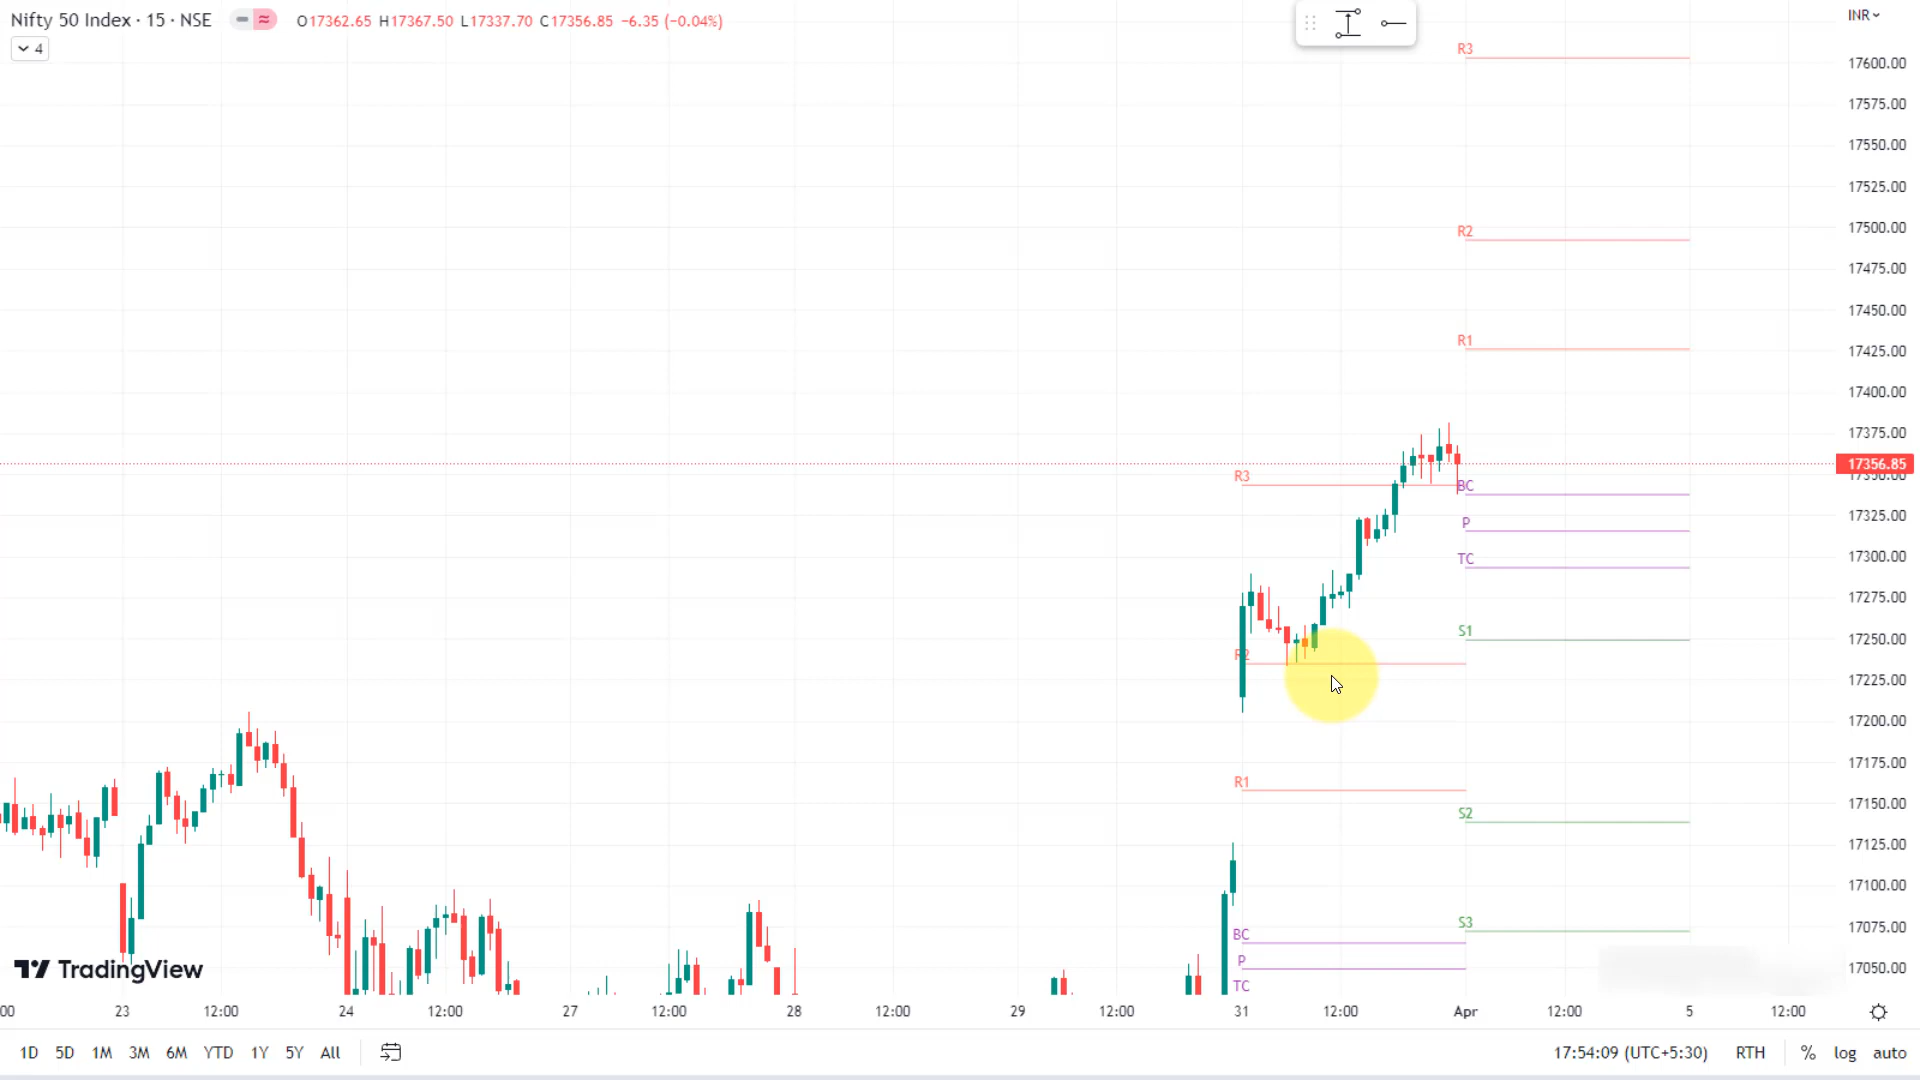 Nifty 50 Index · 15 · NSE O17362.65 H17367.50 L17337.70 C17356.85 −6.35 (−0.04%)
4
INR
R3
17600.00
17575.00
17550.00
17525.00
R2
17500.00
17475.00
17450.00
R1
17425.00
17400.00
17375.00
17356.85
R3
BC
17350.00
P
17325.00
TC
17300.00
17275.00
S1
17250.00
R2
17225.00
17200.00
R1
17175.00
S2
17150.00
17125.00
17100.00
S3
17075.00
BC
P
17050.00
TC
TradingView
00 23 12:00 24 12:00 27 12:00 28 12:00 29 12:00 31 12:00 Apr 12:00 5 12:00
1D 5D 1M 3M 6M YTD 1Y 5Y All 17:54:09 (UTC+5:30) RTH % log auto